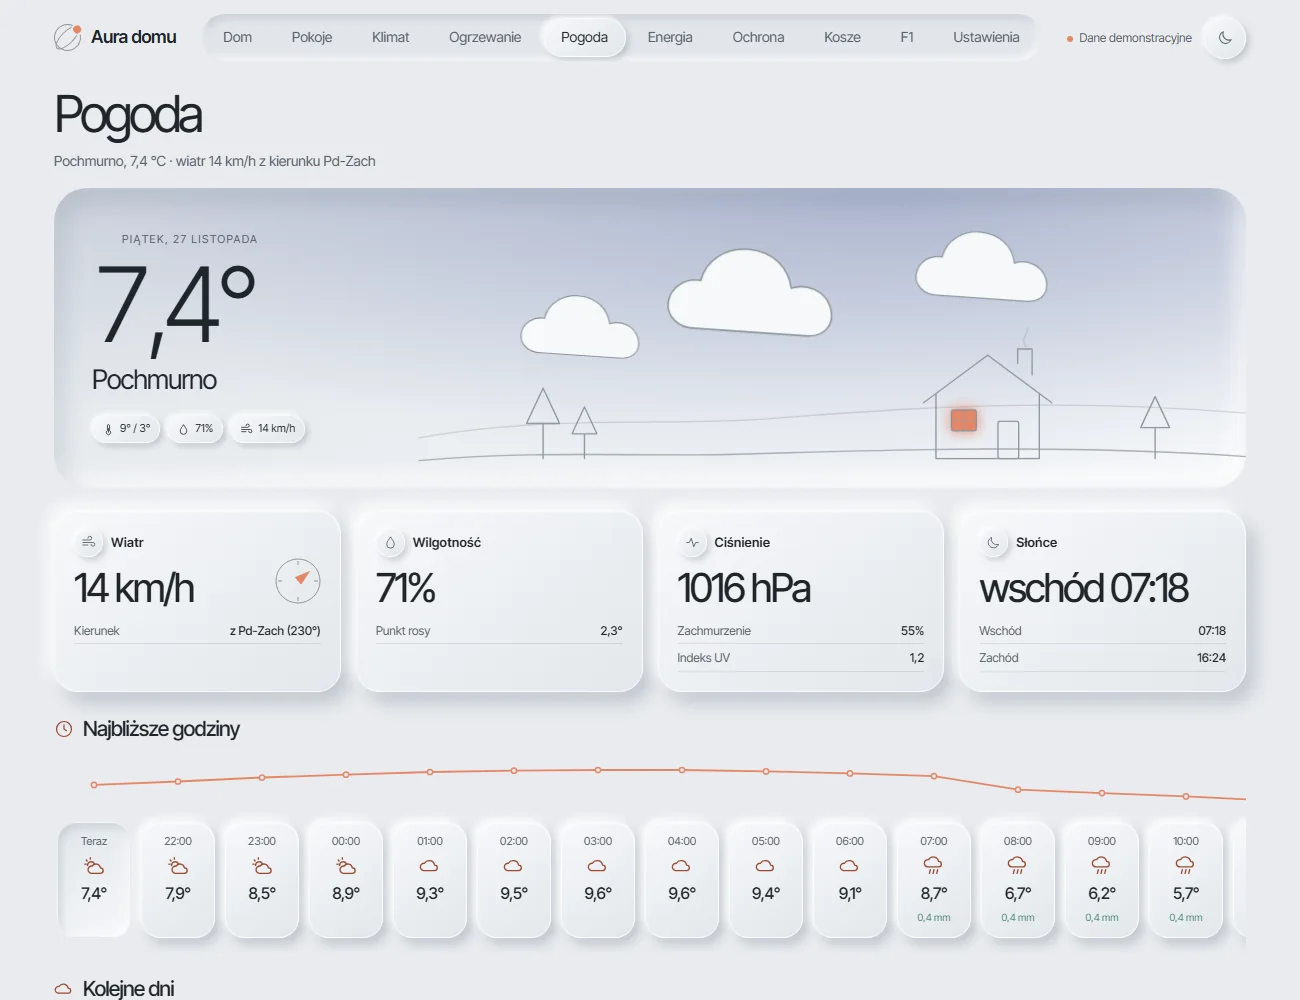 Aura domu
Dom Pokoje Klimat Ogrzewanie Pogoda Energia Ochrona Kosze F1 Ustawienia
Dane demonstracyjne
Pogoda
Pochmurno, 7,4 °C · wiatr 14 km/h z kierunku Pd-Zach
PIĄTEK, 27 LISTOPADA
7,4°
Pochmurno
9° / 3° 71% 14 km/h
Wiatr
14 km/h
Kierunek z Pd-Zach (230°)
Wilgotność
71%
Punkt rosy 2,3°
Ciśnienie
1016 hPa
Zachmurzenie 55%
Indeks UV 1,2
Słońce
wschód 07:18
Wschód 07:18
Zachód 16:24
Najbliższe godziny
Teraz 22:00 23:00 00:00 01:00 02:00 03:00 04:00 05:00 06:00 07:00 08:00 09:00 10:00
7,4° 7,9° 8,5° 8,9° 9,3° 9,5° 9,6° 9,6° 9,4° 9,1° 8,7° 6,7° 6,2° 5,7°
0,4 mm 0,4 mm 0,4 mm 0,4 mm
Kolejne dni